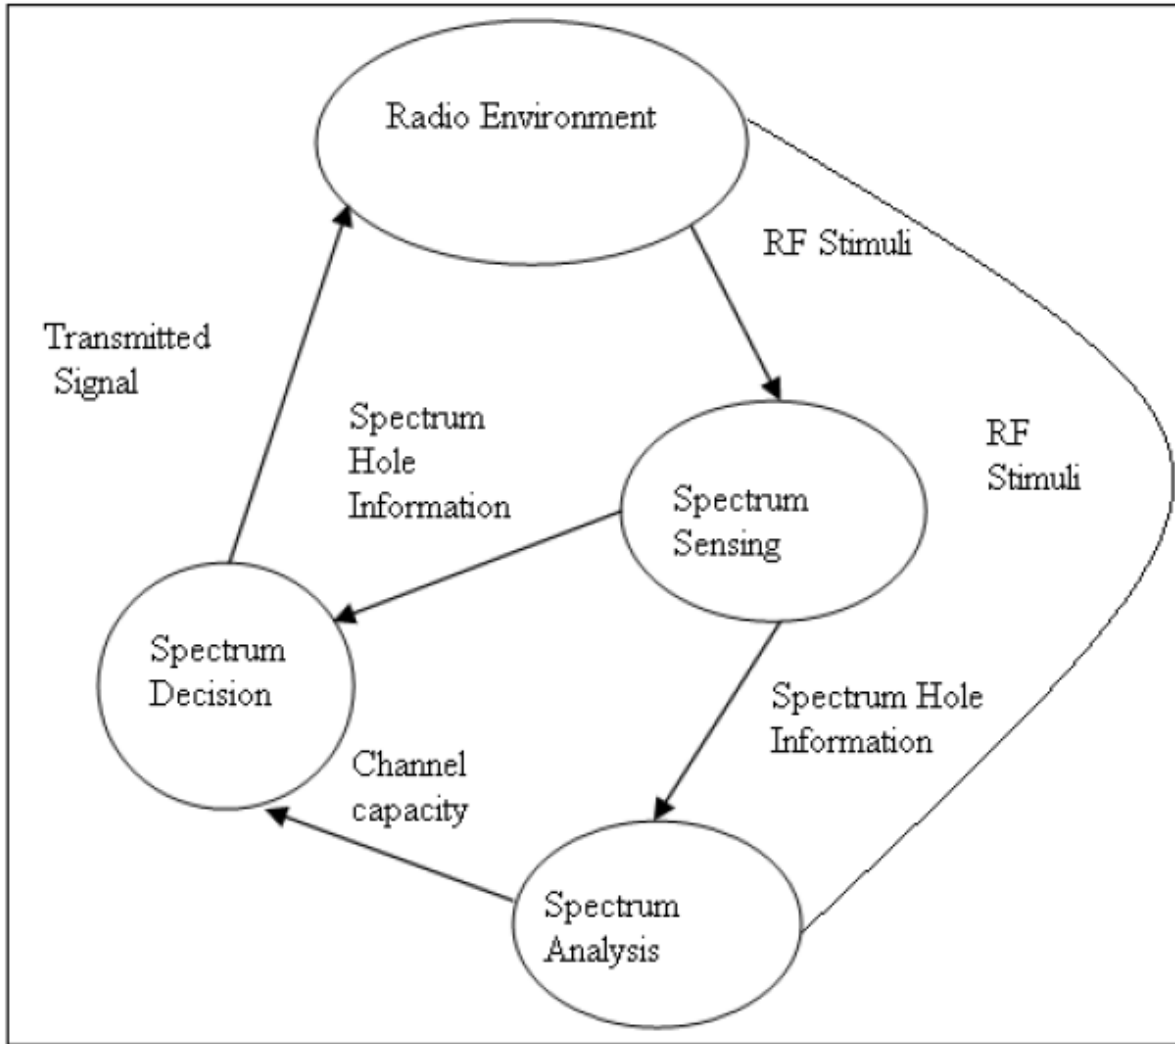 Radio Environment
RF Stimuli
Transmitted
Signal
Spectrum
Hole
Information
RF
Stimuli
Spectrum
Sensing
Spectrum
Decision
Spectrum Hole
Information
Channel
capacity
Spectrum
Analysis